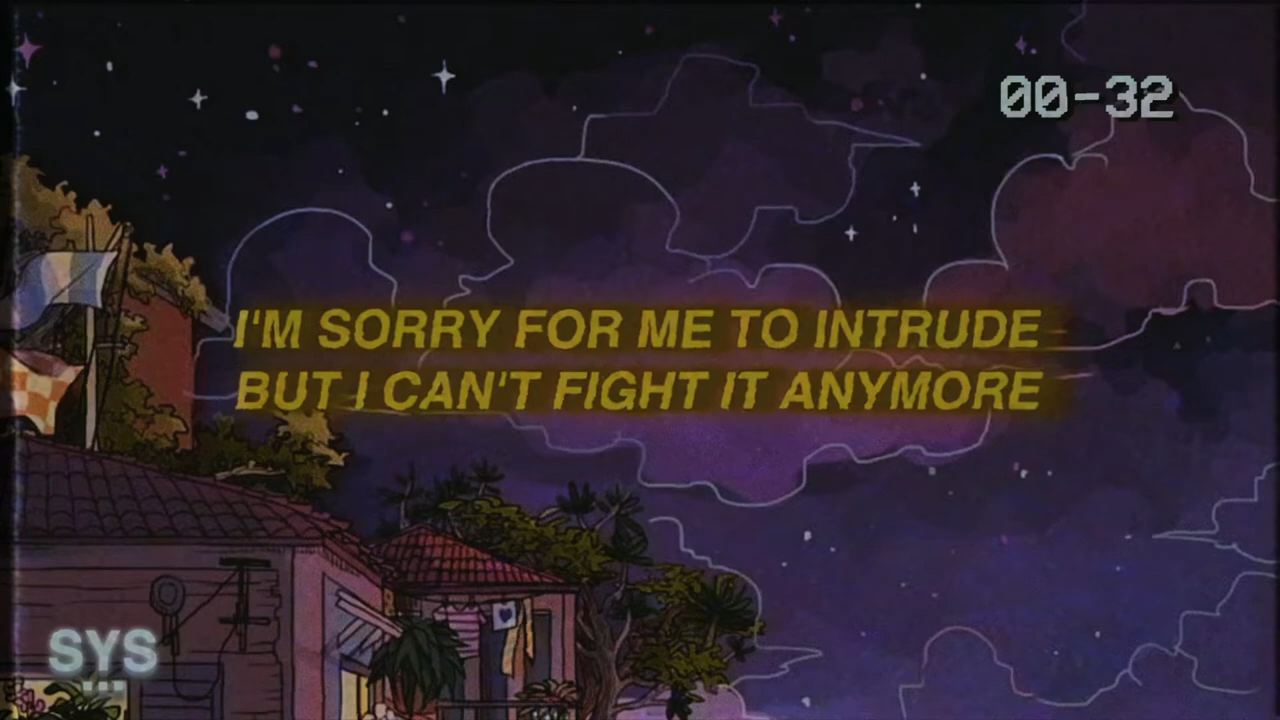 00-32
I'M SORRY FOR ME TO INTRUDE
BUT I CAN'T FIGHT IT ANYMORE
SYS
...